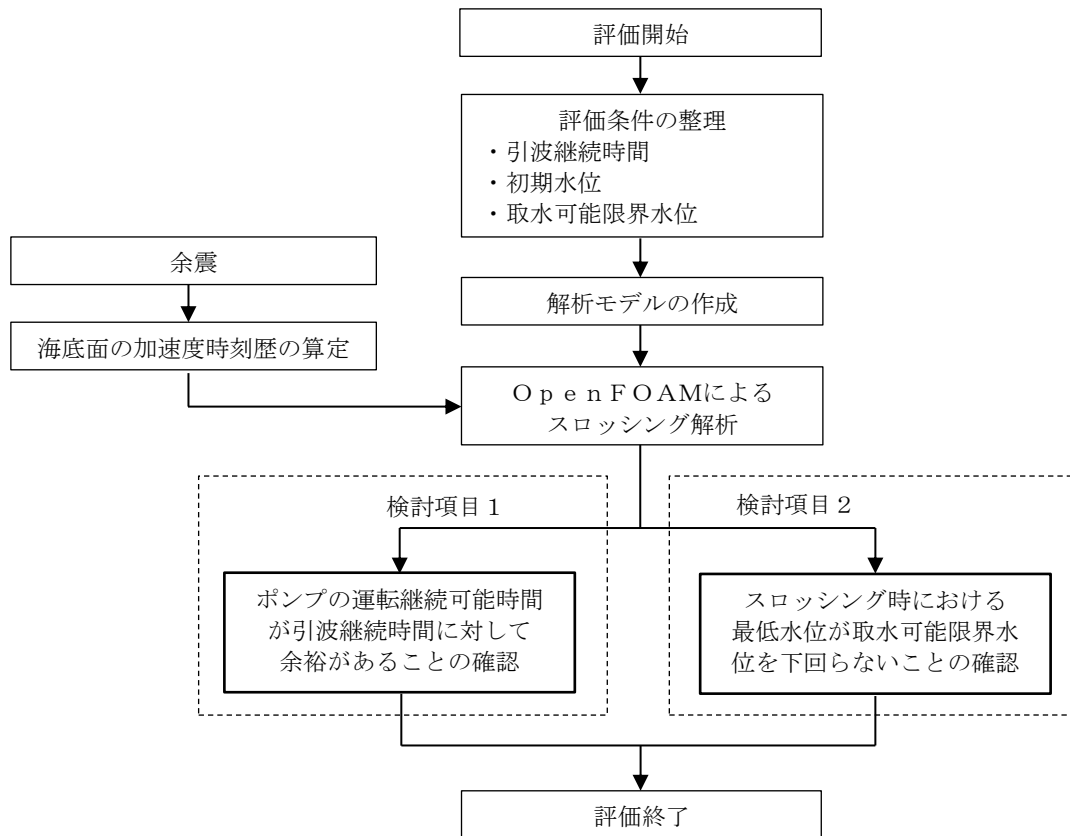 評価開始
評価条件の整理
・引波継続時間
・初期水位
・取水可能限界水位
余震
解析モデルの作成
海底面の加速度時刻歴の算定
ＯｐｅｎＦＯＡＭによる
スロッシング解析
検討項目１
ポンプの運転継続可能時間
が引波継続時間に対して
余裕があることの確認
検討項目２
スロッシング時における
最低水位が取水可能限界水
位を下回らないことの確認
評価終了